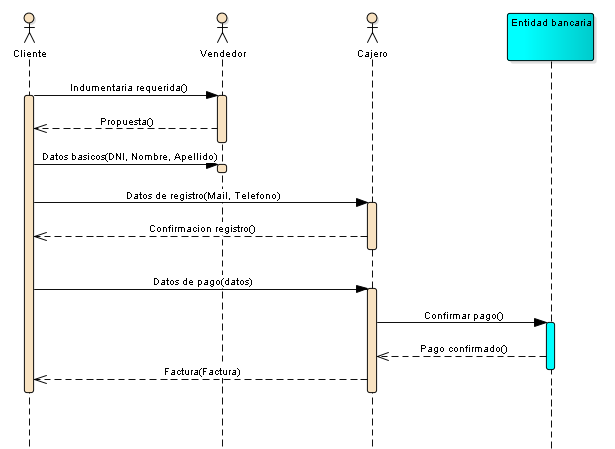 Cliente
Vendedor
Cajero
Entidad bancaria
Indumentaria requerida()
Propuesta()
Datos basicos(DNI, Nombre, Apellido)
Datos de registro(Mail, Telefono)
Confirmacion registro()
Datos de pago(datos)
Confirmar pago()
Pago confirmado()
Factura(Factura)